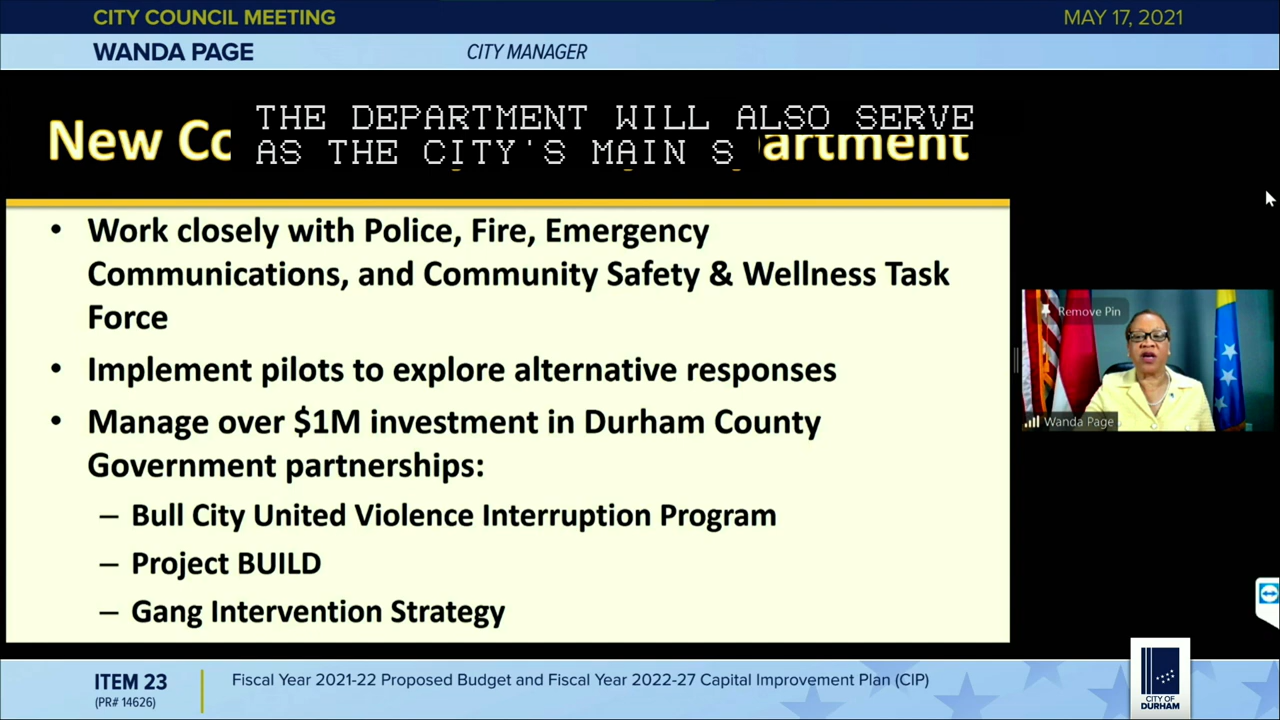 CITY COUNCIL MEETING
MAY 17, 2021
WANDA PAGE
CITY MANAGER
THE DEPARTMENT WILL ALSO SERVE
AS THE CITY'S MAIN S
New Co artment
• Work closely with Police, Fire, Emergency
Communications, and Community Safety & Wellness Task
Force
• Implement pilots to explore alternative responses
• Manage over $1M investment in Durham County
Government partnerships:
– Bull City United Violence Interruption Program
– Project BUILD
– Gang Intervention Strategy
Remove Pin
Wanda Page
ITEM 23
(PR# 14626)
Fiscal Year 2021-22 Proposed Budget and Fiscal Year 2022-27 Capital Improvement Plan (CIP)
CITY OF
DURHAM